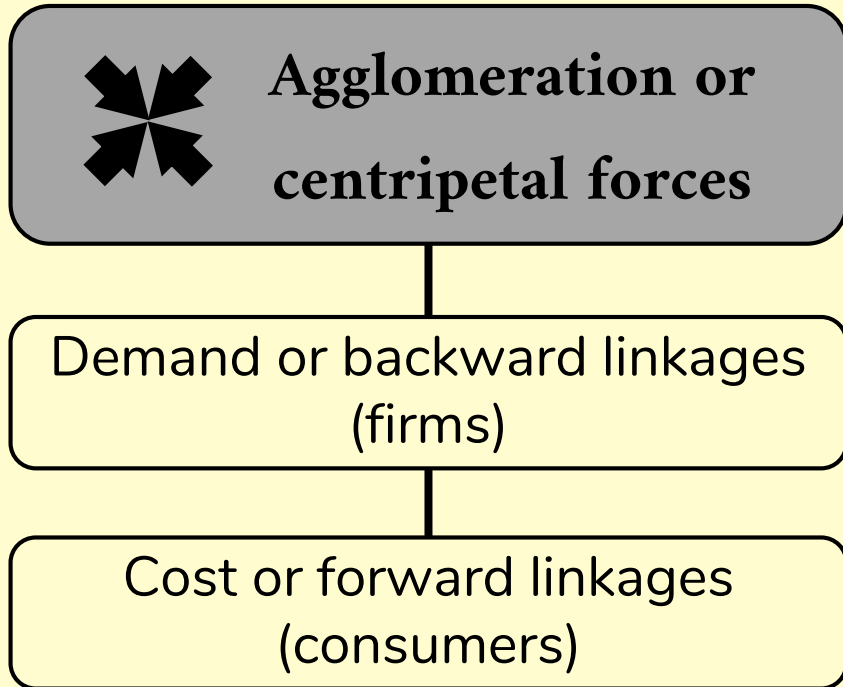 Agglomeration or
centripetal forces
Demand or backward linkages
(firms)
Cost or forward linkages
(consumers)